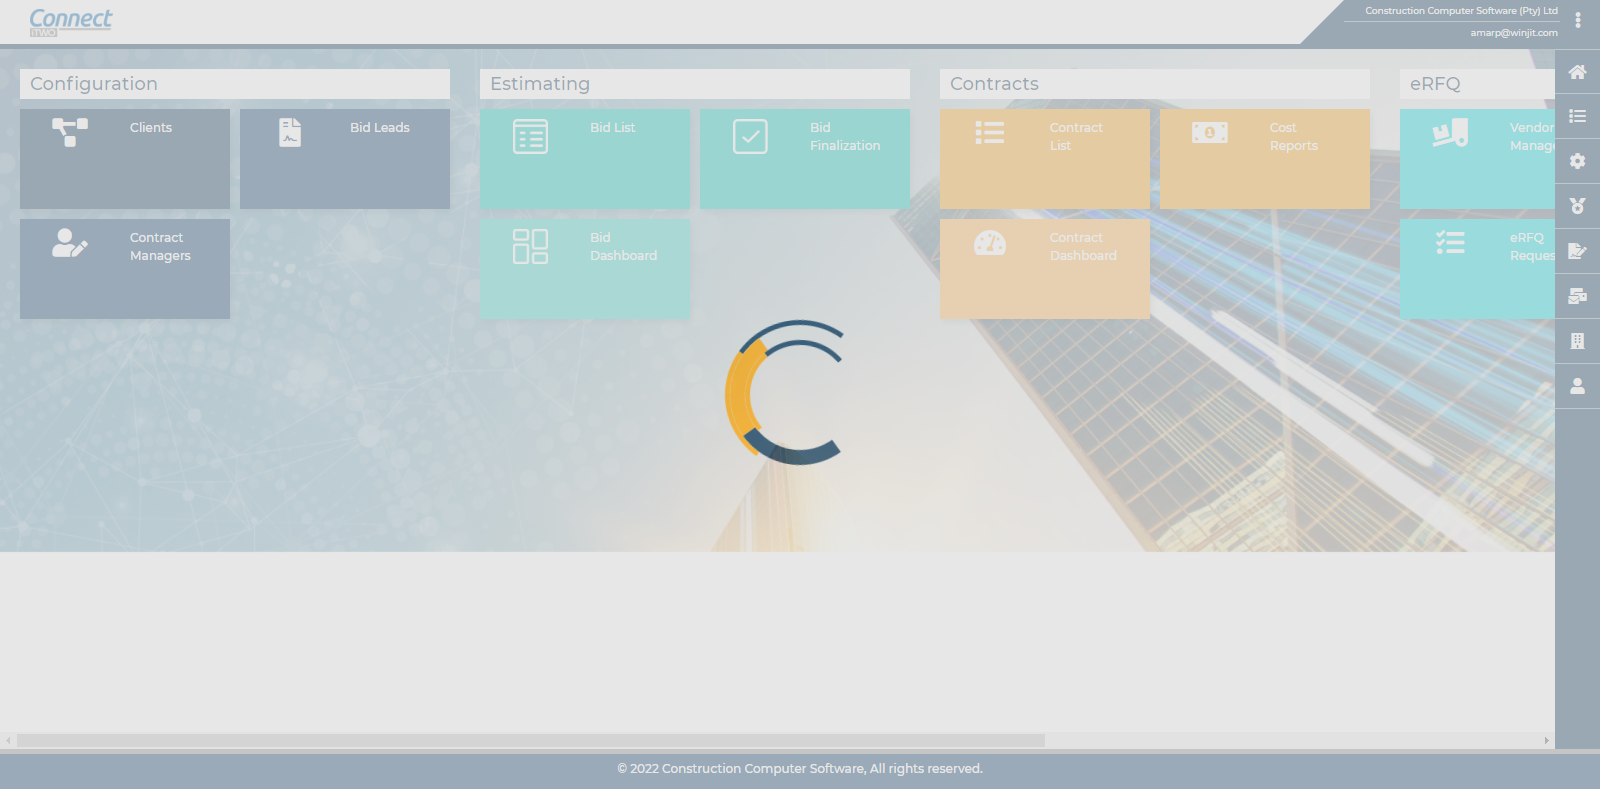 Connect
iTWO
Construction Computer Software (Pty) Ltd
amarp@winjit.com
Configuration
Clients
Bid Leads
Contract
Managers
Estimating
Bid List
Bid
Finalization
Bid
Dashboard
Contracts
Contract
List
Cost
Reports
Contract
Dashboard
eRFQ
Vendor
Manage
eRFQ
Reques
© 2022 Construction Computer Software, All rights reserved.